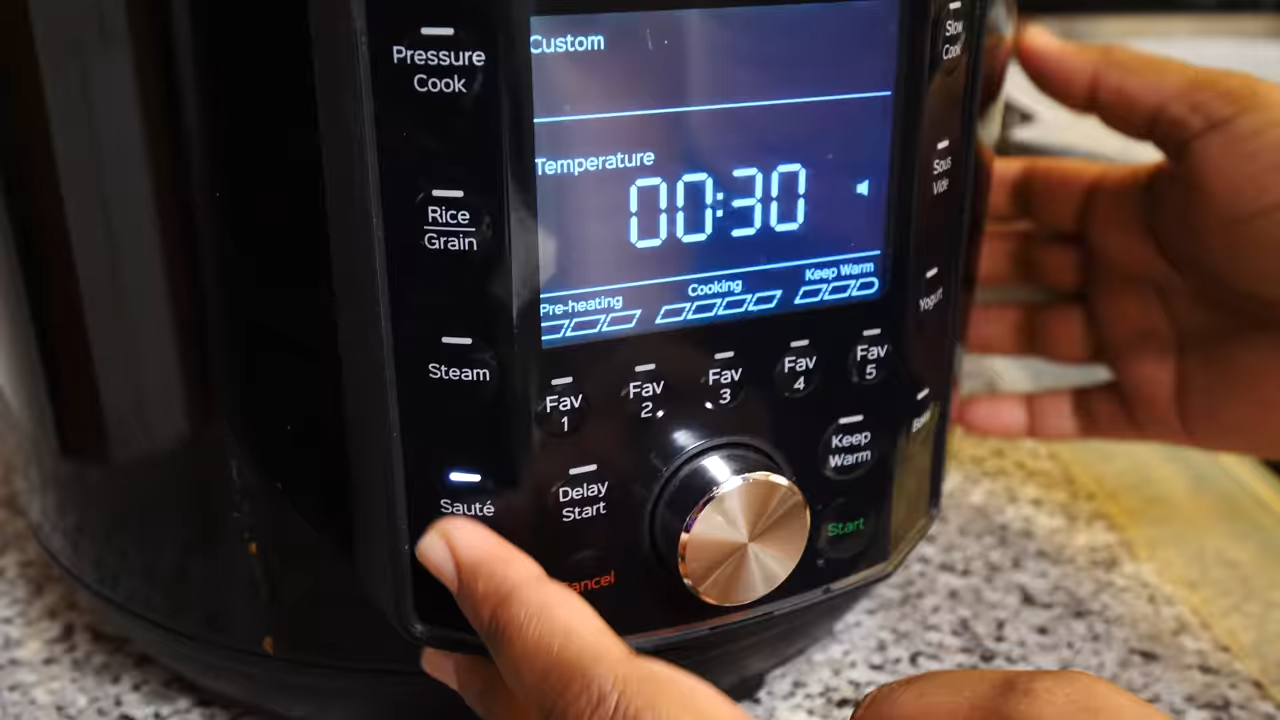 Pressure
Cook
Rice
Grain
Steam
Sauté
Custom
Temperature
00:30
Pre-heating
Cooking
Keep Warm
Fav
1
Fav
2
Fav
3
Fav
4
Fav
5
Delay
Start
Keep
Warm
Start
Slow
Cook
Sous
Vide
Yogurt